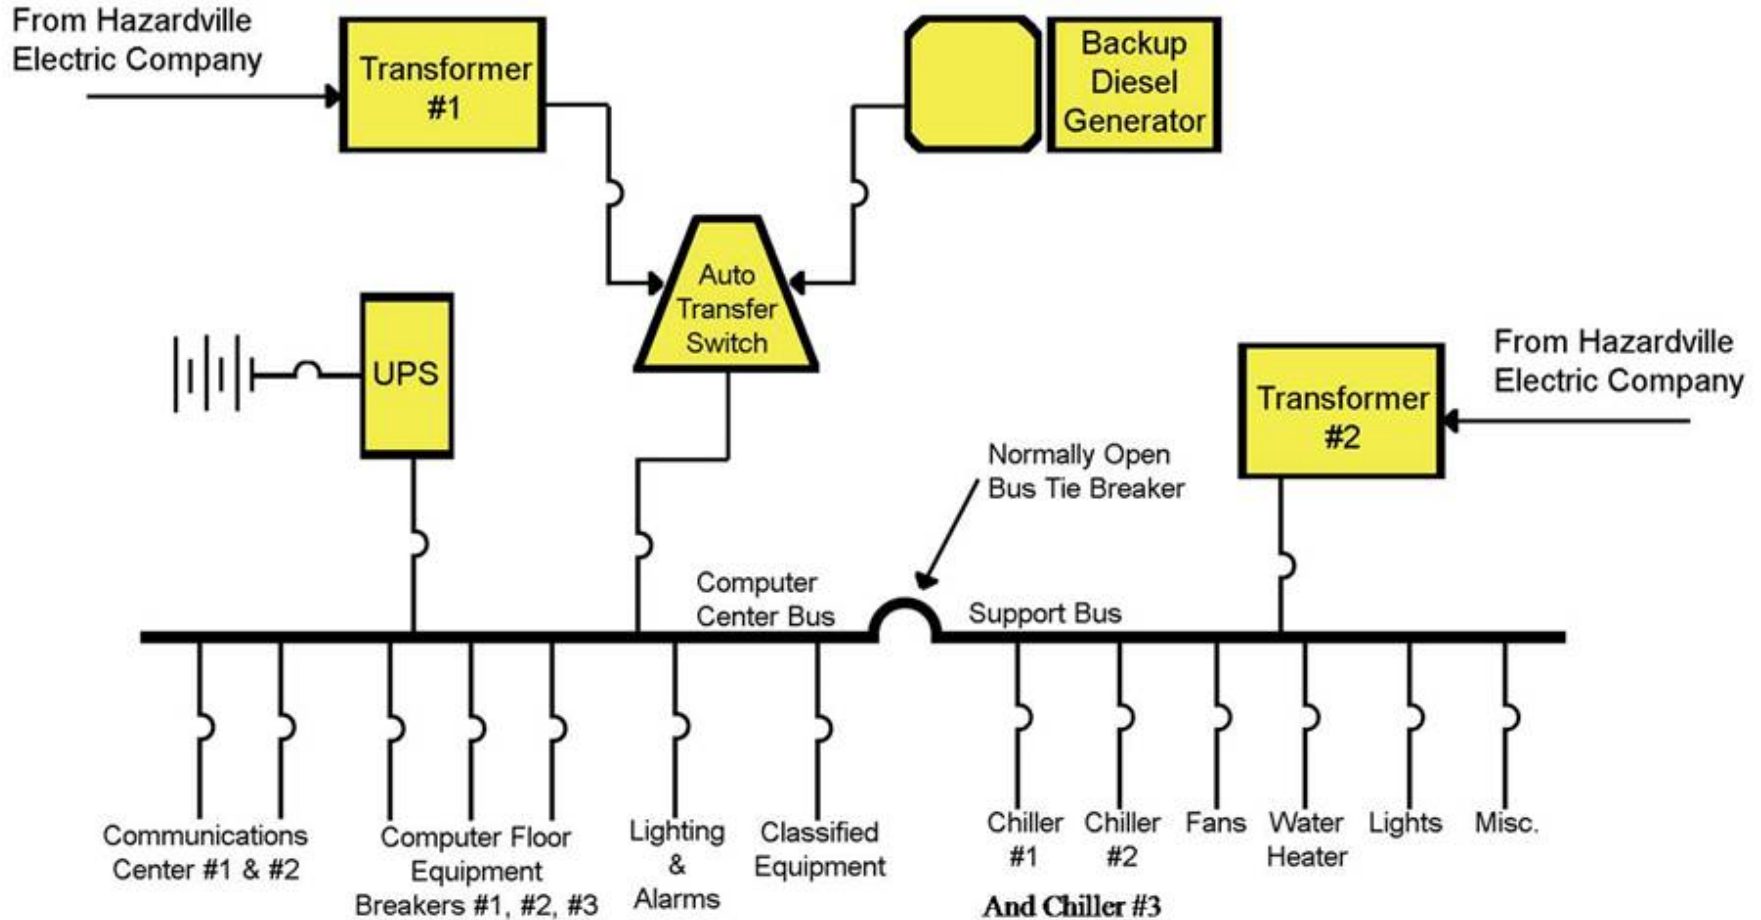 From Hazardville
Electric Company
Transformer
#1
Backup
Diesel
Generator
Auto
Transfer
Switch
UPS
From Hazardville
Electric Company
Transformer
#2
Normally Open
Bus Tie Breaker
Computer
Center Bus
Support Bus
Communications
Center #1 & #2
Computer Floor
Equipment
Breakers #1, #2, #3
Lighting
&
Alarms
Classified
Equipment
Chiller
#1
Chiller
#2
Fans
Water
Heater
Lights
Misc.
And Chiller #3